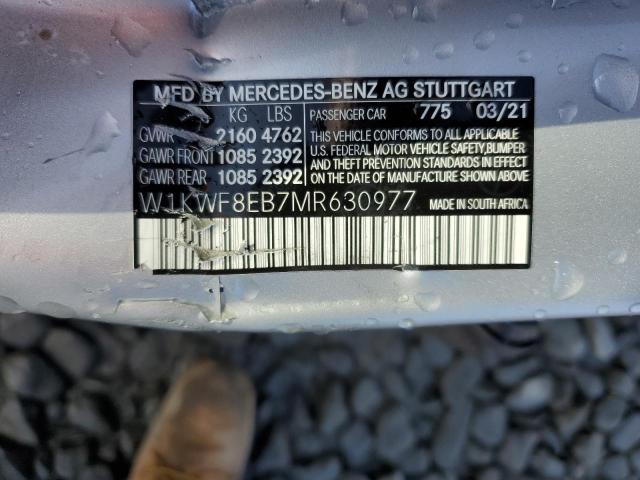 MFD BY MERCEDES-BENZ AG STUTTGART
KG LBS PASSENGER CAR 775 03/21
GVWR 2160 4762
GAWR FRONT 1085 2392
GAWR REAR 1085 2392
THIS VEHICLE CONFORMS TO ALL APPLICABLE
U.S. FEDERAL MOTOR VEHICLE SAFETY,BUMPER
AND THEFT PREVENTION STANDARDS IN EFFECT
ON THE DATE OF MANUFACTURE SHOWN ABOVE
W1KWF8EB7MR630977 MADE IN SOUTH AFRICA